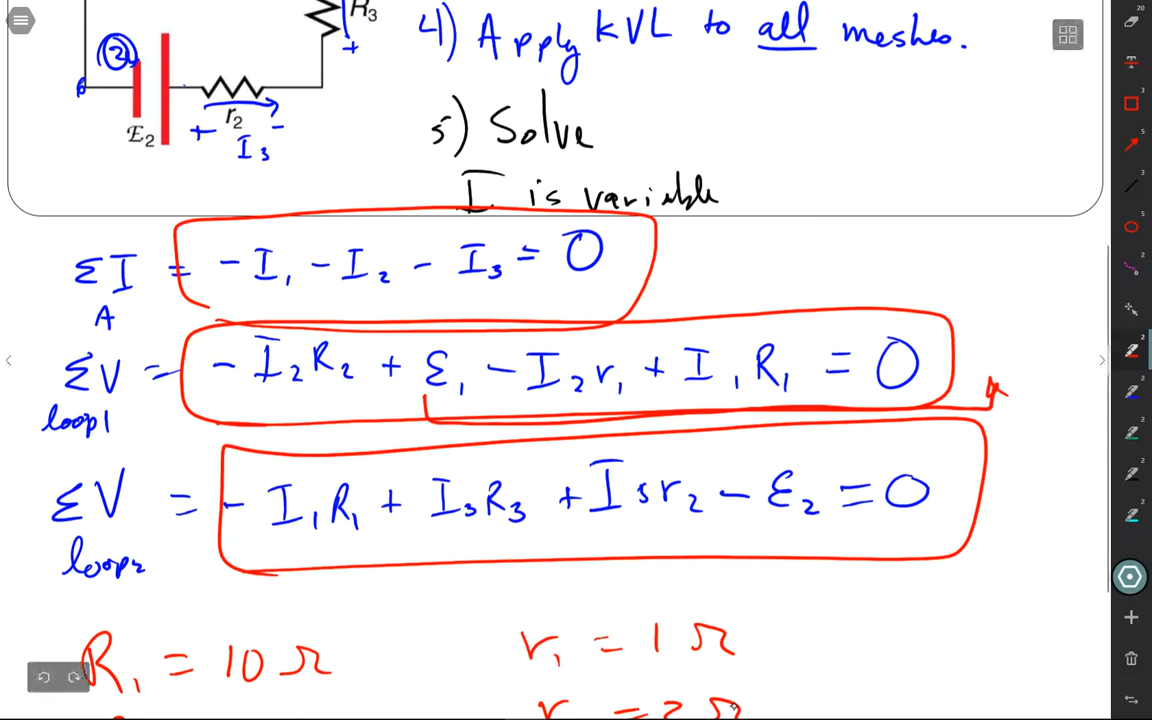 R₃
+
4) Apply KVL to all meshes.
②
b
ε₂
r₂
+ I₃ -
5) Solve
I is variable
ΣI = - I₁ - I₂ - I₃ = 0
A
ΣV = - I₂R₂ + ε₁ - I₂r₁ + I₁R₁ = 0
loop1
ΣV = - I₁R₁ + I₃R₃ + I₃r₂ - ε₂ = 0
loop2
R₁ = 10 Ω
r₁ = 1 Ω